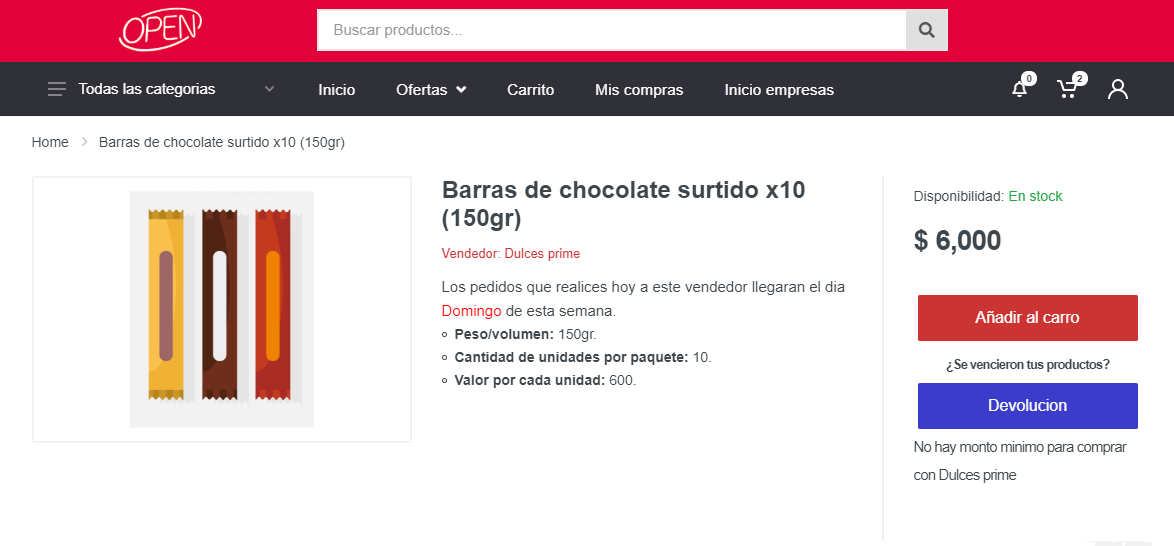 OPEN
Buscar productos...
Todas las categorias
Inicio
Ofertas
Carrito
Mis compras
Inicio empresas
0
2
Home
Barras de chocolate surtido x10 (150gr)
Barras de chocolate surtido x10
(150gr)
Vendedor: Dulces prime
Los pedidos que realices hoy a este vendedor llegaran el dia
Domingo de esta semana.
Peso/volumen: 150gr.
Cantidad de unidades por paquete: 10.
Valor por cada unidad: 600.
Disponibilidad: En stock
$ 6,000
Añadir al carro
¿Se vencieron tus productos?
Devolucion
No hay monto minimo para comprar
con Dulces prime